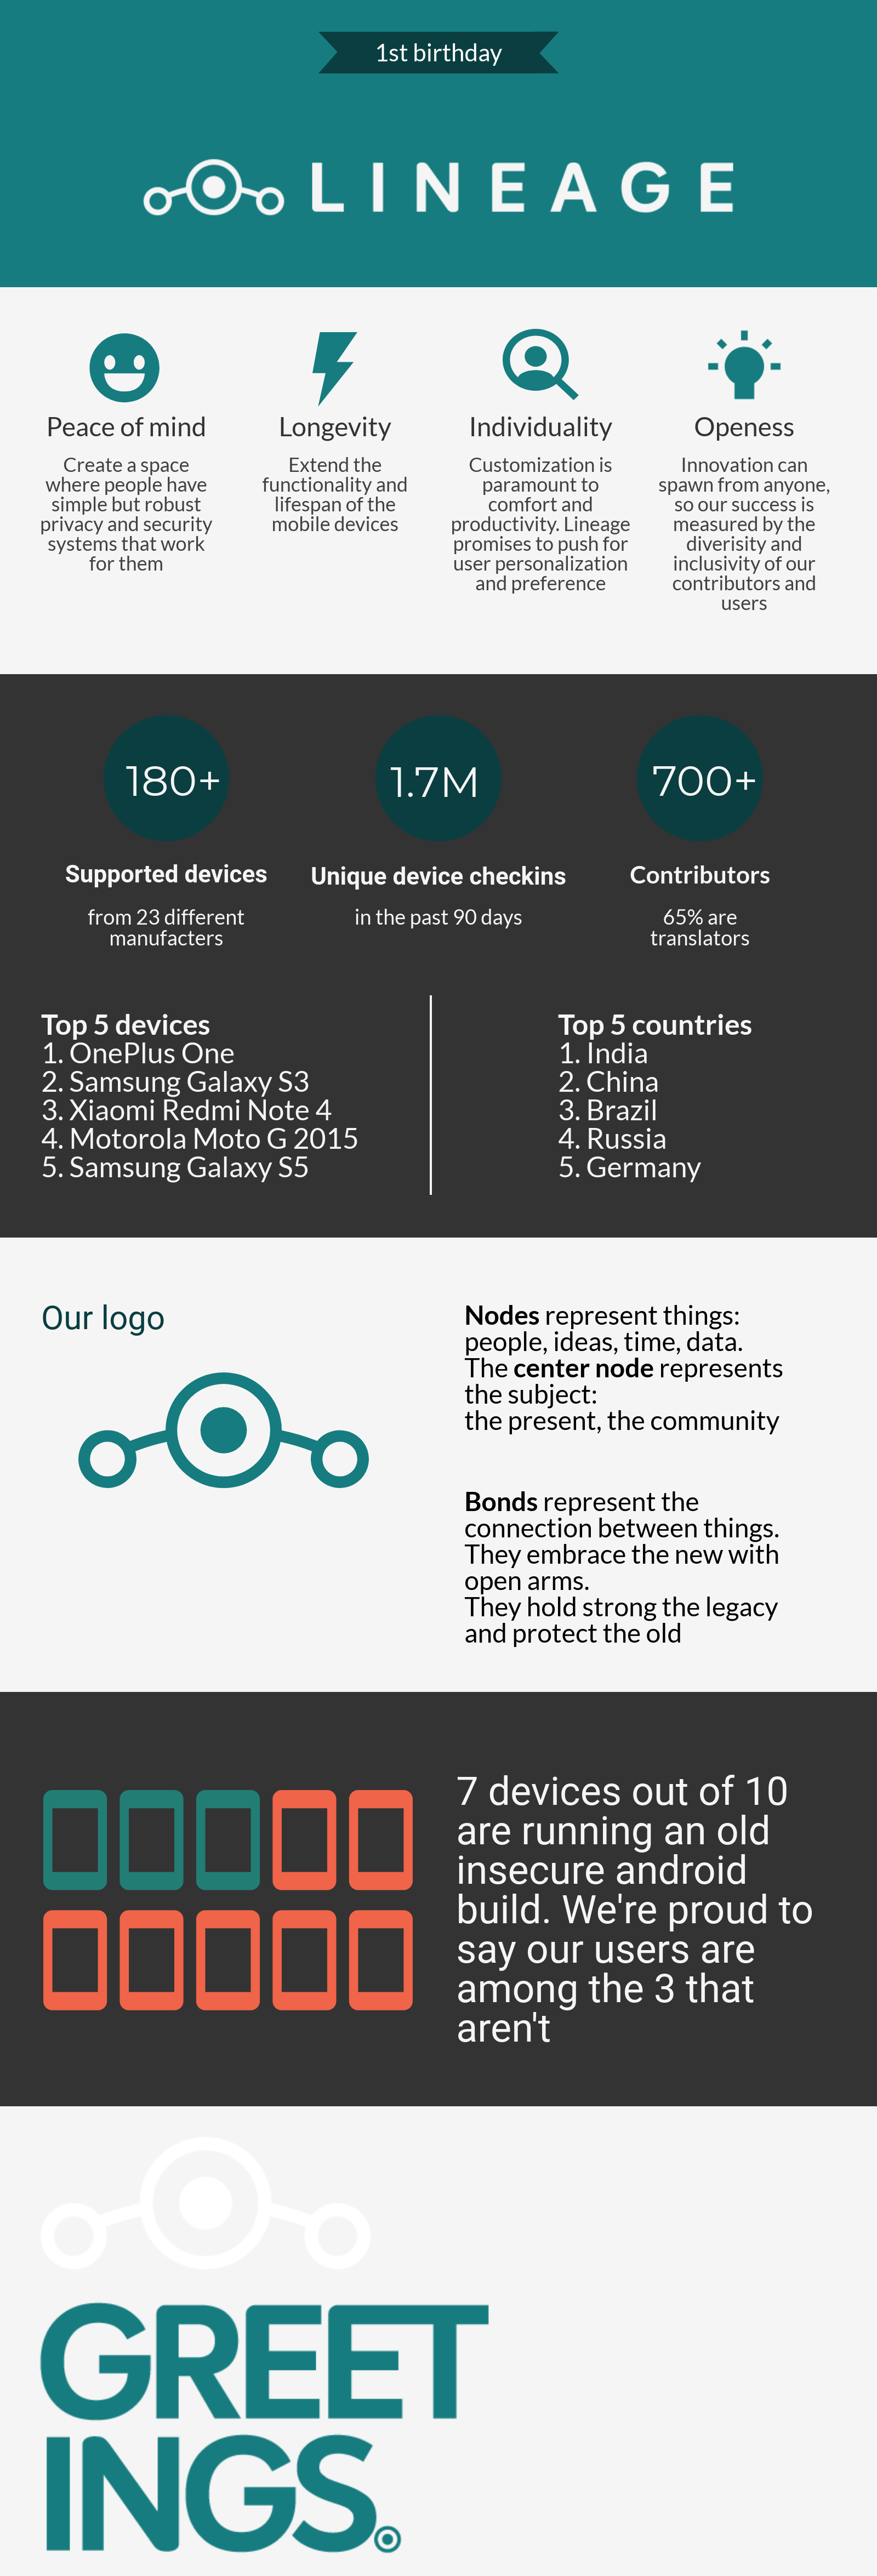 1st birthday
LINEAGE
Peace of mind
Create a space
where people have
simple but robust
privacy and security
systems that work
for them
Longevity
Extend the
functionality and
lifespan of the
mobile devices
Individuality
Customization is
paramount to
comfort and
productivity. Lineage
promises to push for
user personalization
and preference
Openess
Innovation can
spawn from anyone,
so our success is
measured by the
diverisity and
inclusivity of our
contributors and
users
180+
Supported devices
from 23 different
manufacters
1.7M
Unique device checkins
in the past 90 days
700+
Contributors
65% are
translators
Top 5 devices
1. OnePlus One
2. Samsung Galaxy S3
3. Xiaomi Redmi Note 4
4. Motorola Moto G 2015
5. Samsung Galaxy S5
Top 5 countries
1. India
2. China
3. Brazil
4. Russia
5. Germany
Our logo
Nodes represent things:
people, ideas, time, data.
The center node represents
the subject:
the present, the community
Bonds represent the
connection between things.
They embrace the new with
open arms.
They hold strong the legacy
and protect the old
7 devices out of 10
are running an old
insecure android
build. We're proud to
say our users are
among the 3 that
aren't
GREET
INGS.